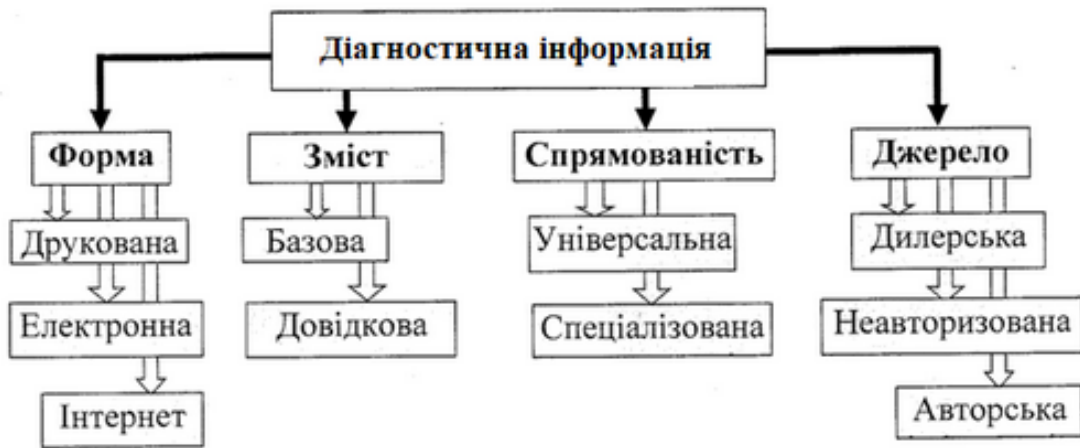 Діагностична інформація
Форма
Зміст
Спрямованість
Джерело
Друкована
Базова
Універсальна
Дилерська
Електронна
Довідкова
Спеціалізована
Неавторизована
Інтернет
Авторська